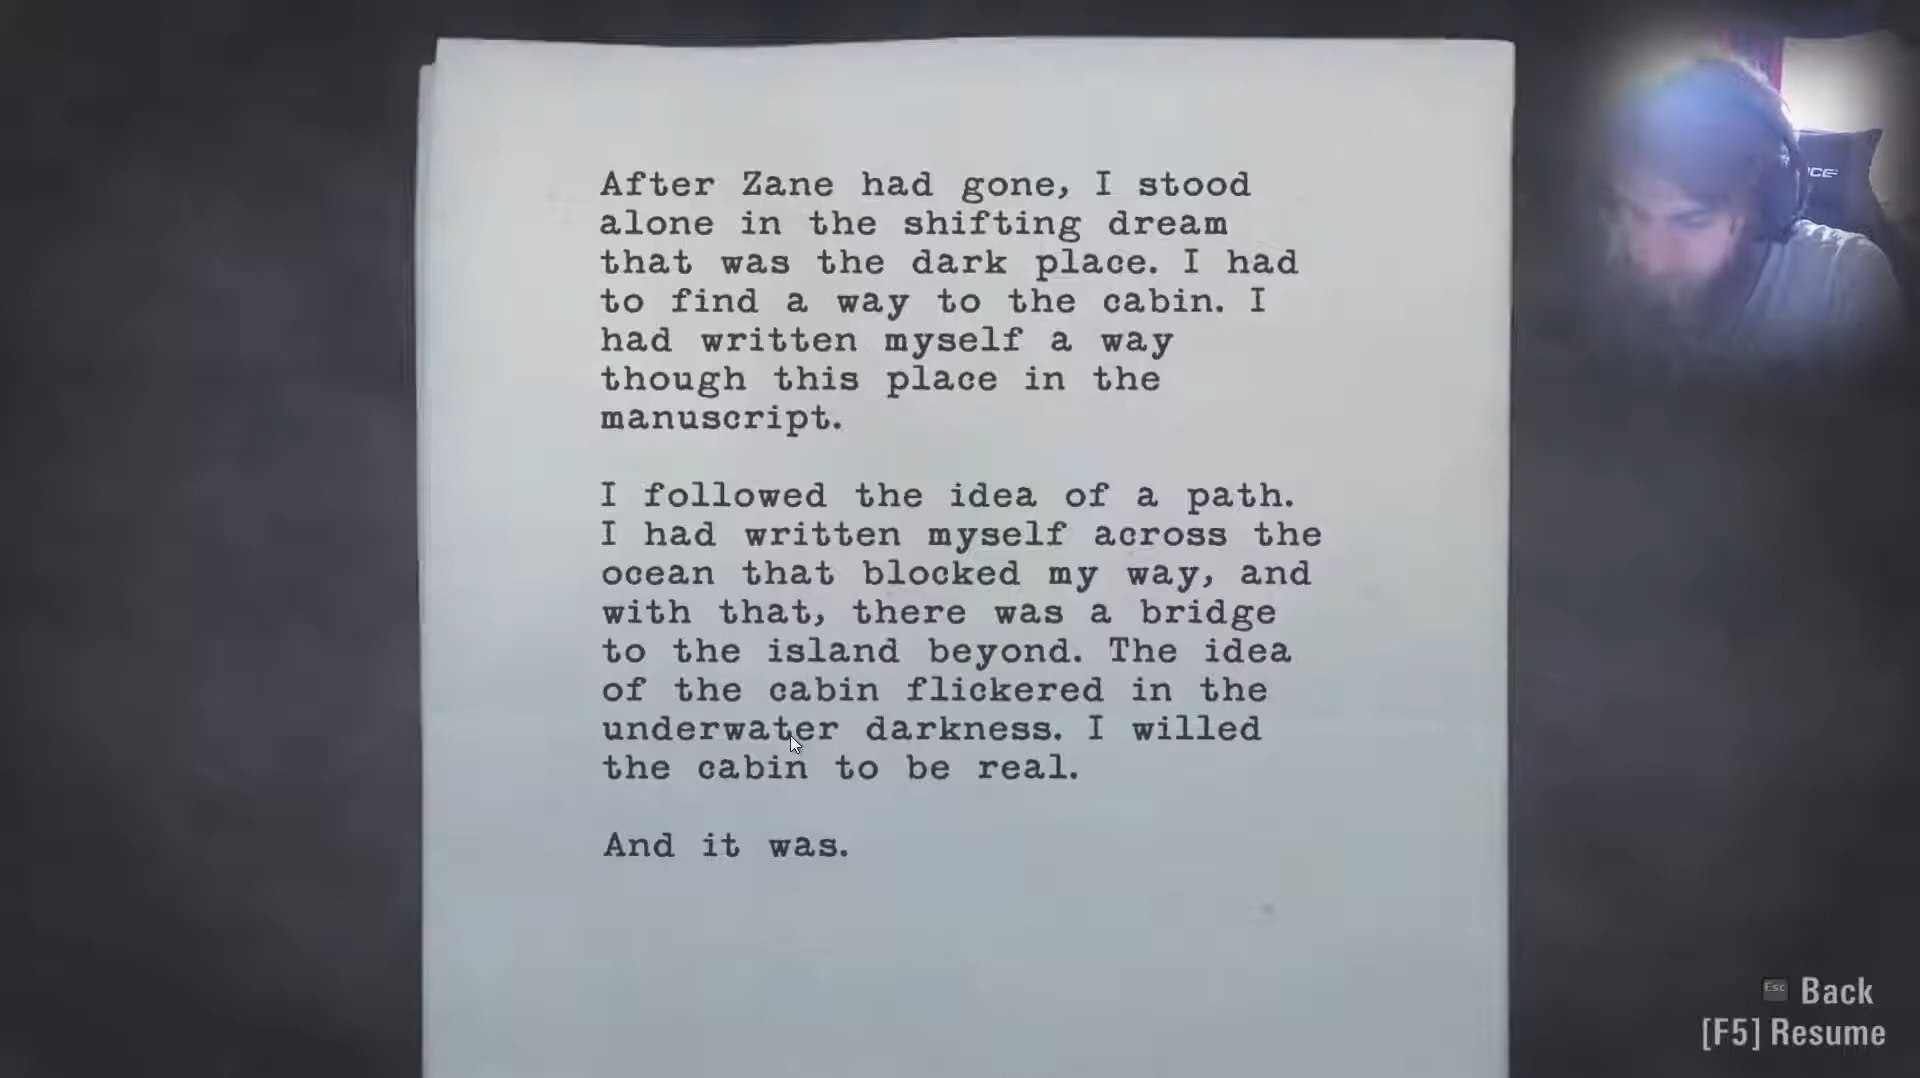 After Zane had gone, I stood
alone in the shifting dream
that was the dark place. I had
to find a way to the cabin. I
had written myself a way
though this place in the
manuscript.
I followed the idea of a path.
I had written myself across the
ocean that blocked my way, and
with that, there was a bridge
to the island beyond. The idea
of the cabin flickered in the
underwater darkness. I willed
the cabin to be real.
And it was.
Esc Back
[F5] Resume